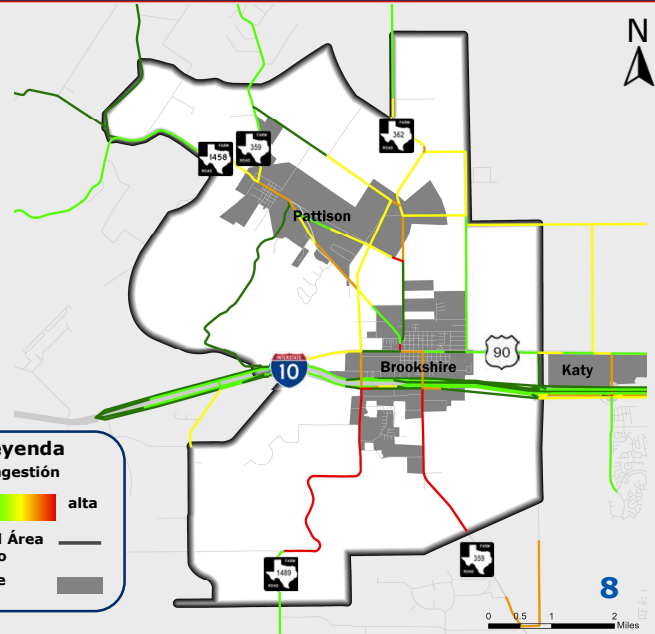 N
FARM
1458
ROAD
FARM
359
ROAD
FARM
362
ROAD
Pattison
90
INTERSTATE
10
Brookshire
Katy
eyenda
ngestión
alta
l Área
o
e
FARM
1489
ROAD
FARM
359
ROAD
8
0 0.5 1 2
Miles